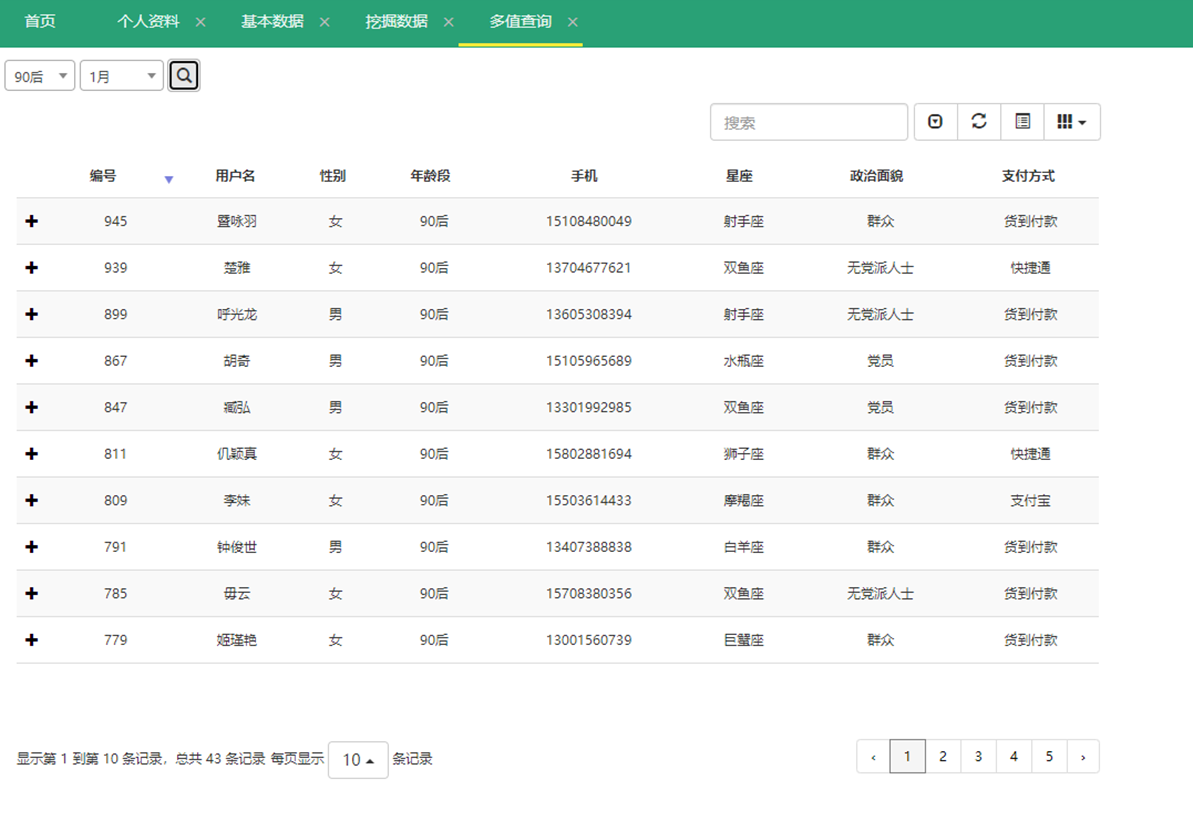 首页 个人资料 × 基本数据 × 挖掘数据 × 多值查询 ×
90后 1月
搜索
编号 用户名 性别 年龄段 手机 星座 政治面貌 支付方式
945 暨咏羽 女 90后 15108480049 射手座 群众 货到付款
939 楚雅 女 90后 13704677621 双鱼座 无党派人士 快捷通
899 呼光龙 男 90后 13605308394 射手座 无党派人士 货到付款
867 胡奇 男 90后 15105965689 水瓶座 党员 货到付款
847 臧弘 男 90后 13301992985 双鱼座 党员 货到付款
811 仉颖真 女 90后 15802881694 狮子座 群众 快捷通
809 李妹 女 90后 15503614433 摩羯座 群众 支付宝
791 钟俊世 男 90后 13407388838 白羊座 群众 货到付款
785 毋云 女 90后 15708380356 双鱼座 无党派人士 货到付款
779 姬瑾艳 女 90后 13001560739 巨蟹座 群众 货到付款
显示第 1 到第 10 条记录，总共 43 条记录 每页显示 10 条记录 ‹ 1 2 3 4 5 ›